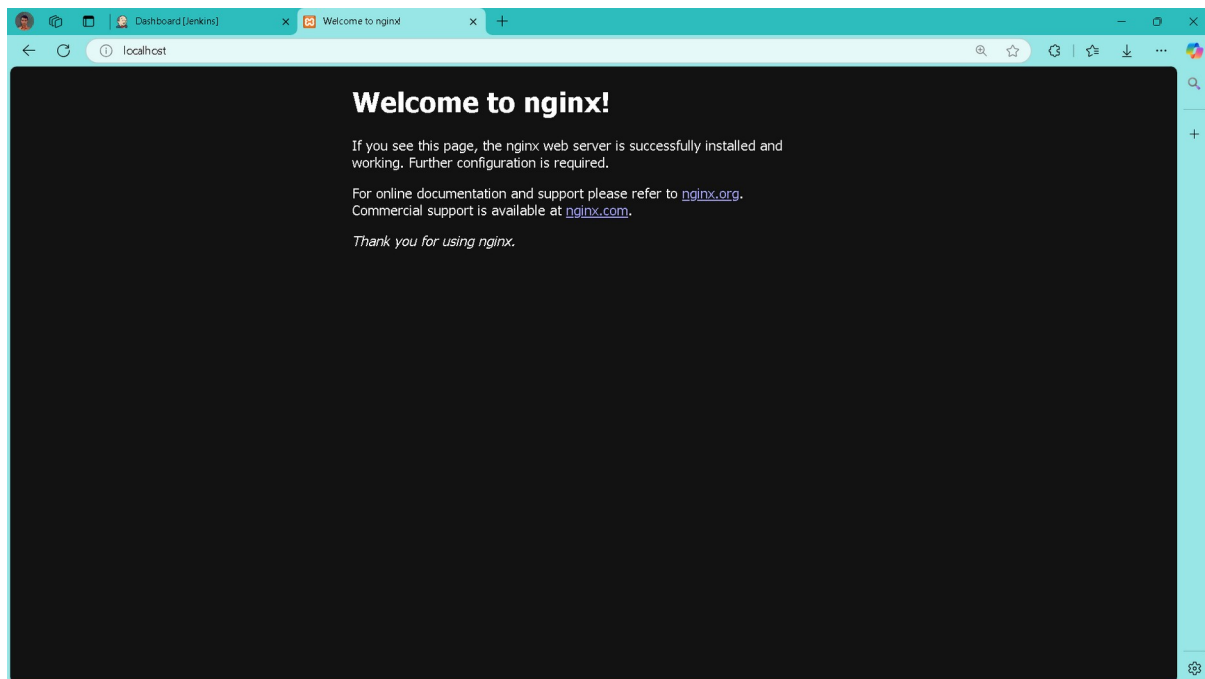 Dashboard [Jenkins]
Welcome to nginx!
localhost
Welcome to nginx!
If you see this page, the nginx web server is successfully installed and
working. Further configuration is required.
For online documentation and support please refer to nginx.org.
Commercial support is available at nginx.com.
Thank you for using nginx.